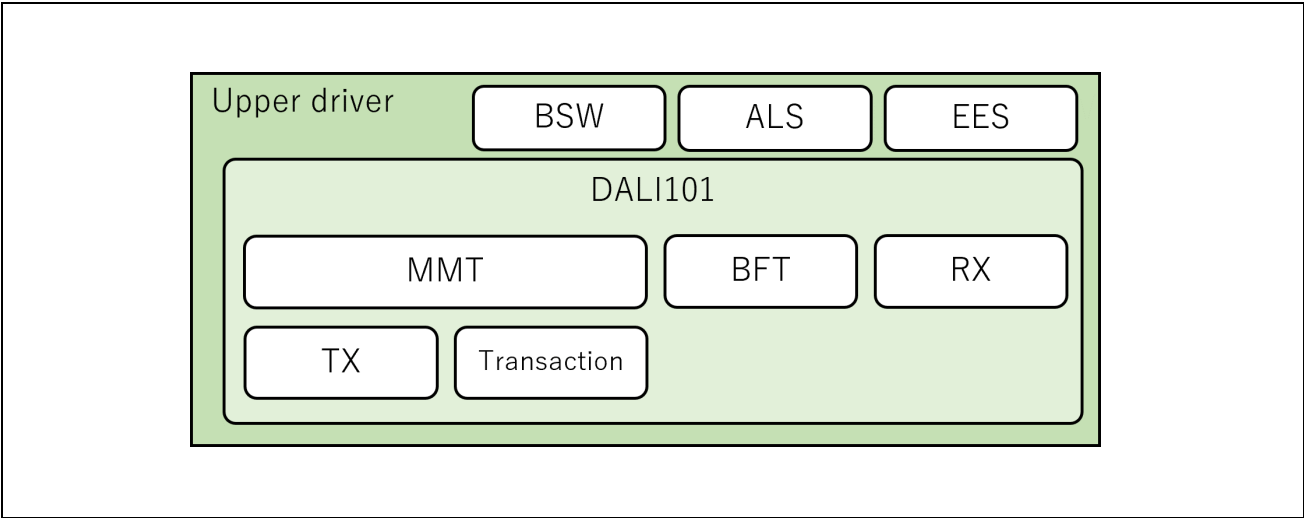 Upper driver
BSW
ALS
EES
DALI101
MMT
BFT
RX
TX
Transaction